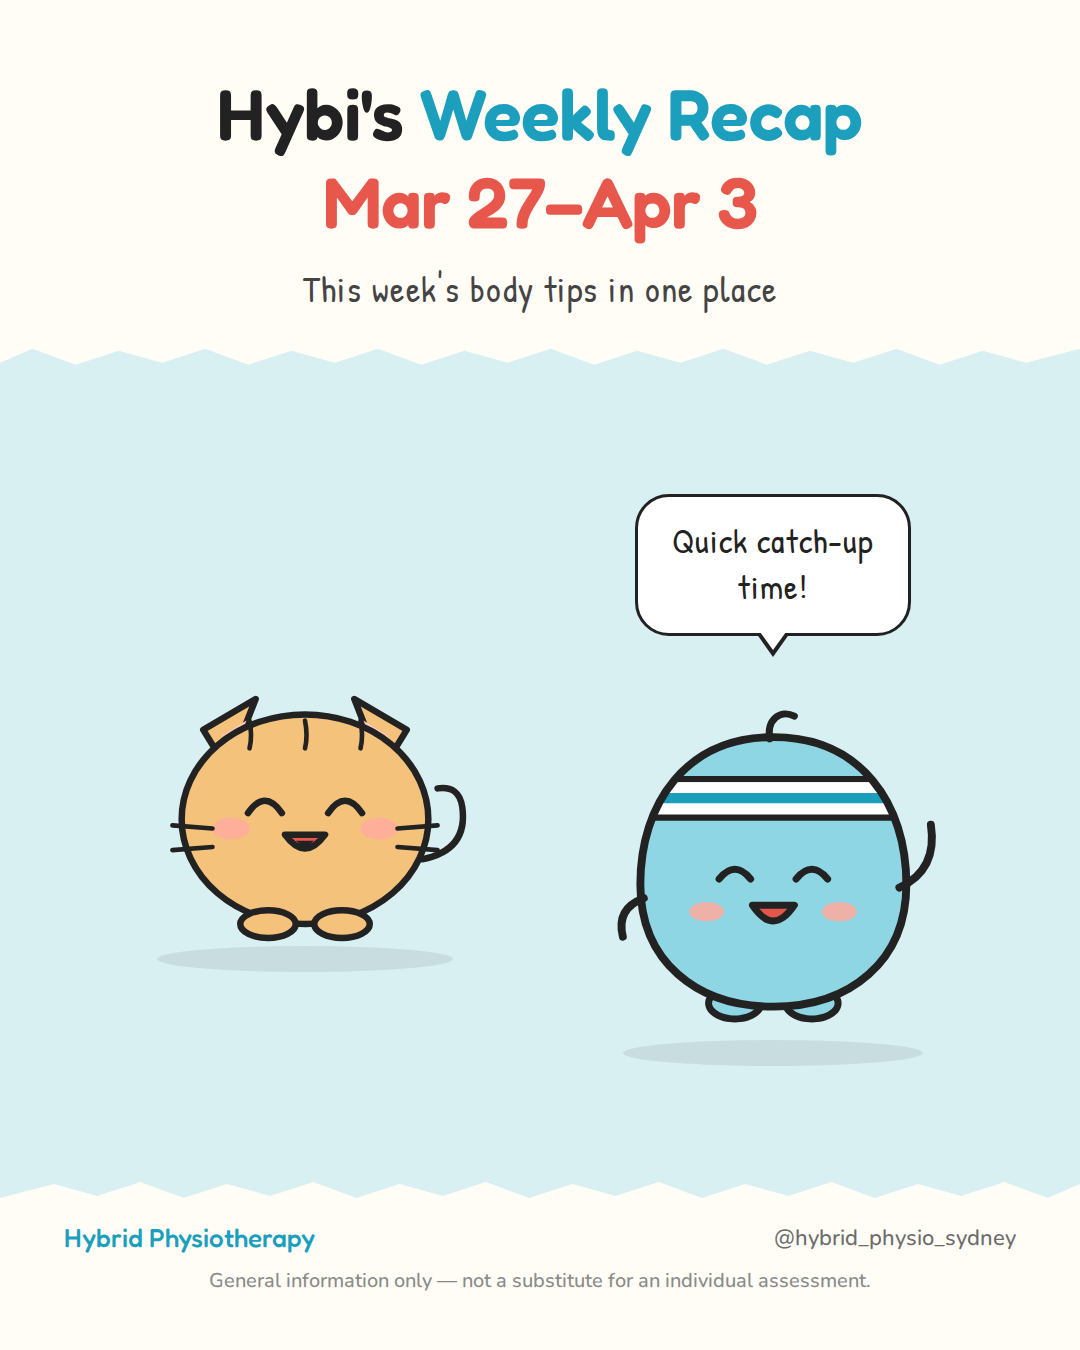 Hybi's Weekly Recap
Mar 27–Apr 3
This week's body tips in one place
Quick catch-up
time!
Hybrid Physiotherapy
@hybrid_physio_sydney
General information only — not a substitute for an individual assessment.